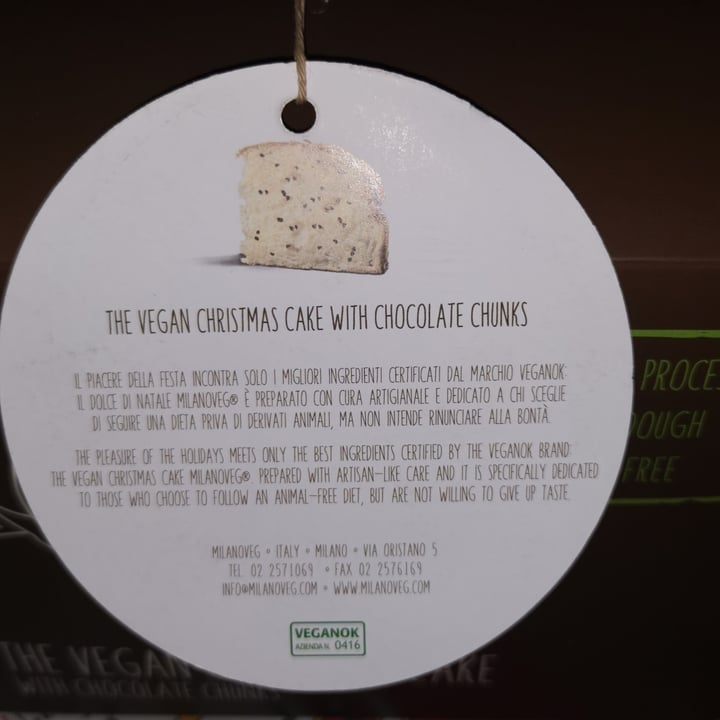 THE VEGAN CHRISTMAS CAKE WITH CHOCOLATE CHUNKS
IL PIACERE DELLA FESTA INCONTRA SOLO I MIGLIORI INGREDIENTI CERTIFICATI DAL MARCHIO VEGANOK:
IL DOLCE DI NATALE MILANOVEG® È PREPARATO CON CURA ARTIGIANALE E DEDICATO A CHI SCEGLIE
DI SEGUIRE UNA DIETA PRIVA DI DERIVATI ANIMALI, MA NON INTENDE RINUNCIARE ALLA BONTÀ.
THE PLEASURE OF THE HOLIDAYS MEETS ONLY THE BEST INGREDIENTS CERTIFIED BY THE VEGANOK BRAND:
THE VEGAN CHRISTMAS CAKE MILANOVEG®. PREPARED WITH ARTISAN-LIKE CARE AND IT IS SPECIFICALLY DEDICATED
TO THOSE WHO CHOOSE TO FOLLOW AN ANIMAL-FREE DIET, BUT ARE NOT WILLING TO GIVE UP TASTE.
MILANOVEG • ITALY • MILANO • VIA ORISTANO 5
TEL. 02 2571069 • FAX 02 2576169
INFO@MILANOVEG.COM • WWW.MILANOVEG.COM
VEGANOK
AZIENDA N. 0416
PROCE
DOUGH
FREE
THE VEGAN CAKE
WITH CHOCOLATE CHUNKS